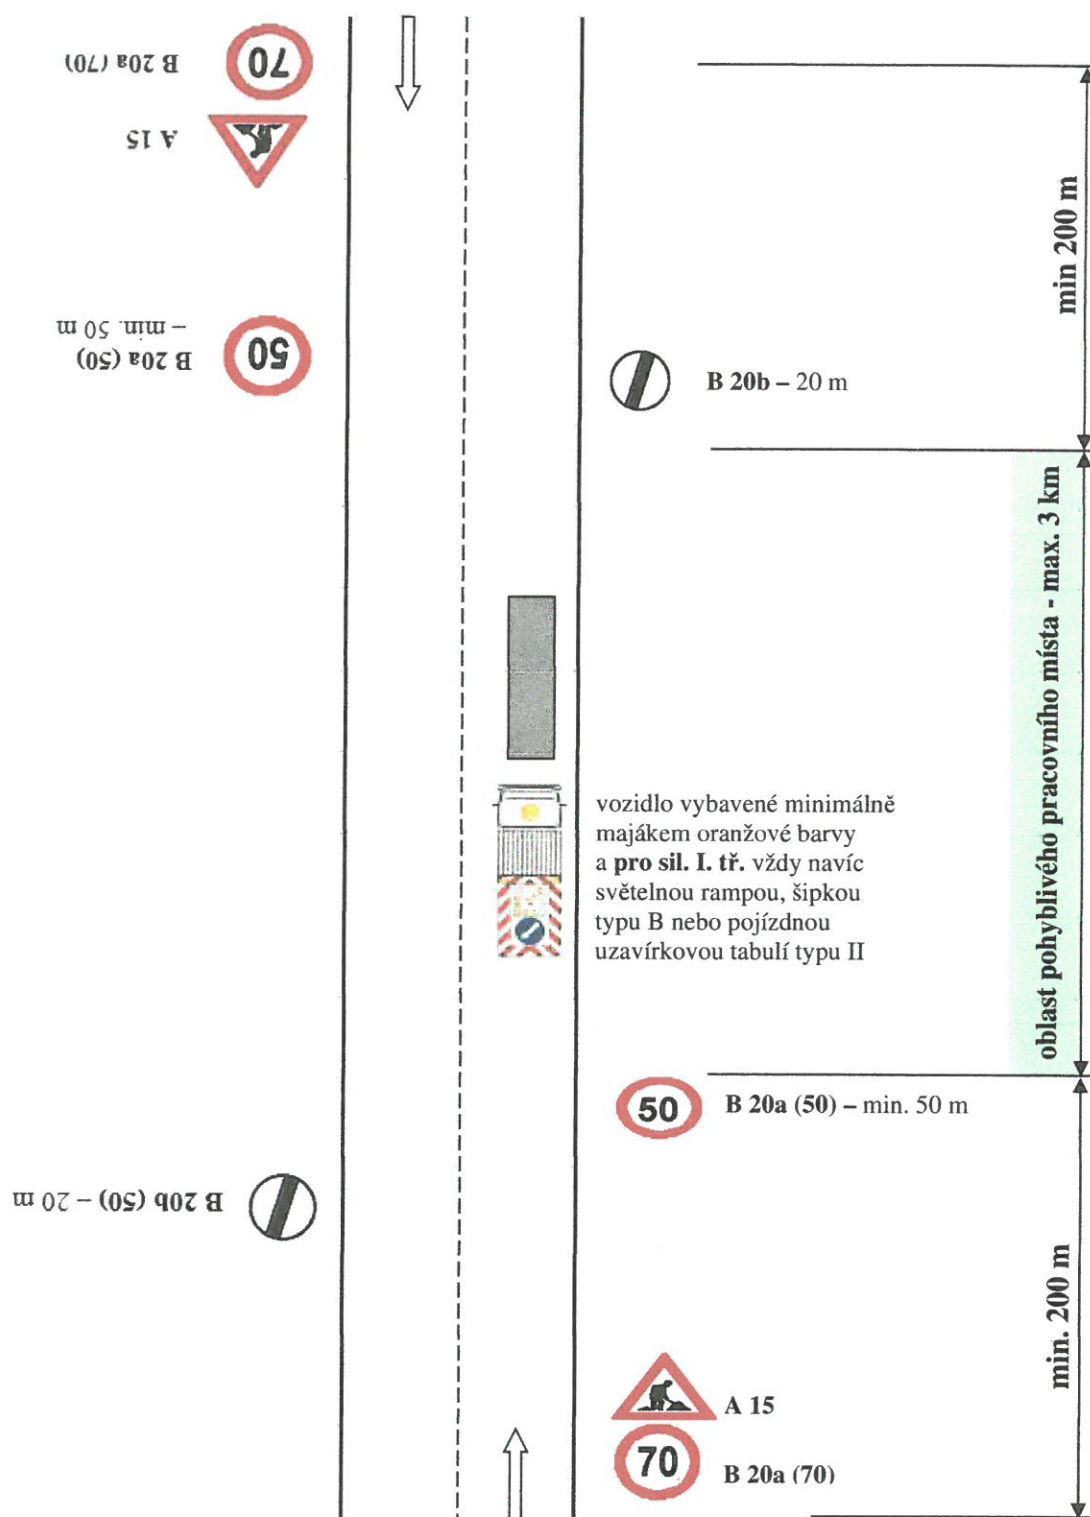 B 20a (70)
70
A 15
min 200 m
B 20a (50)
– min. 50 m
50
B 20b – 20 m
oblast pohyblivého pracovního místa - max. 3 km
vozidlo vybavené minimálně
majákem oranžové barvy
a pro sil. I. tř. vždy navíc
světelnou rampou, šipkou
typu B nebo pojízdnou
uzavírkovou tabulí typu II
50
B 20a (50) – min. 50 m
B 20b (50) – 20 m
min. 200 m
A 15
70
B 20a (70)